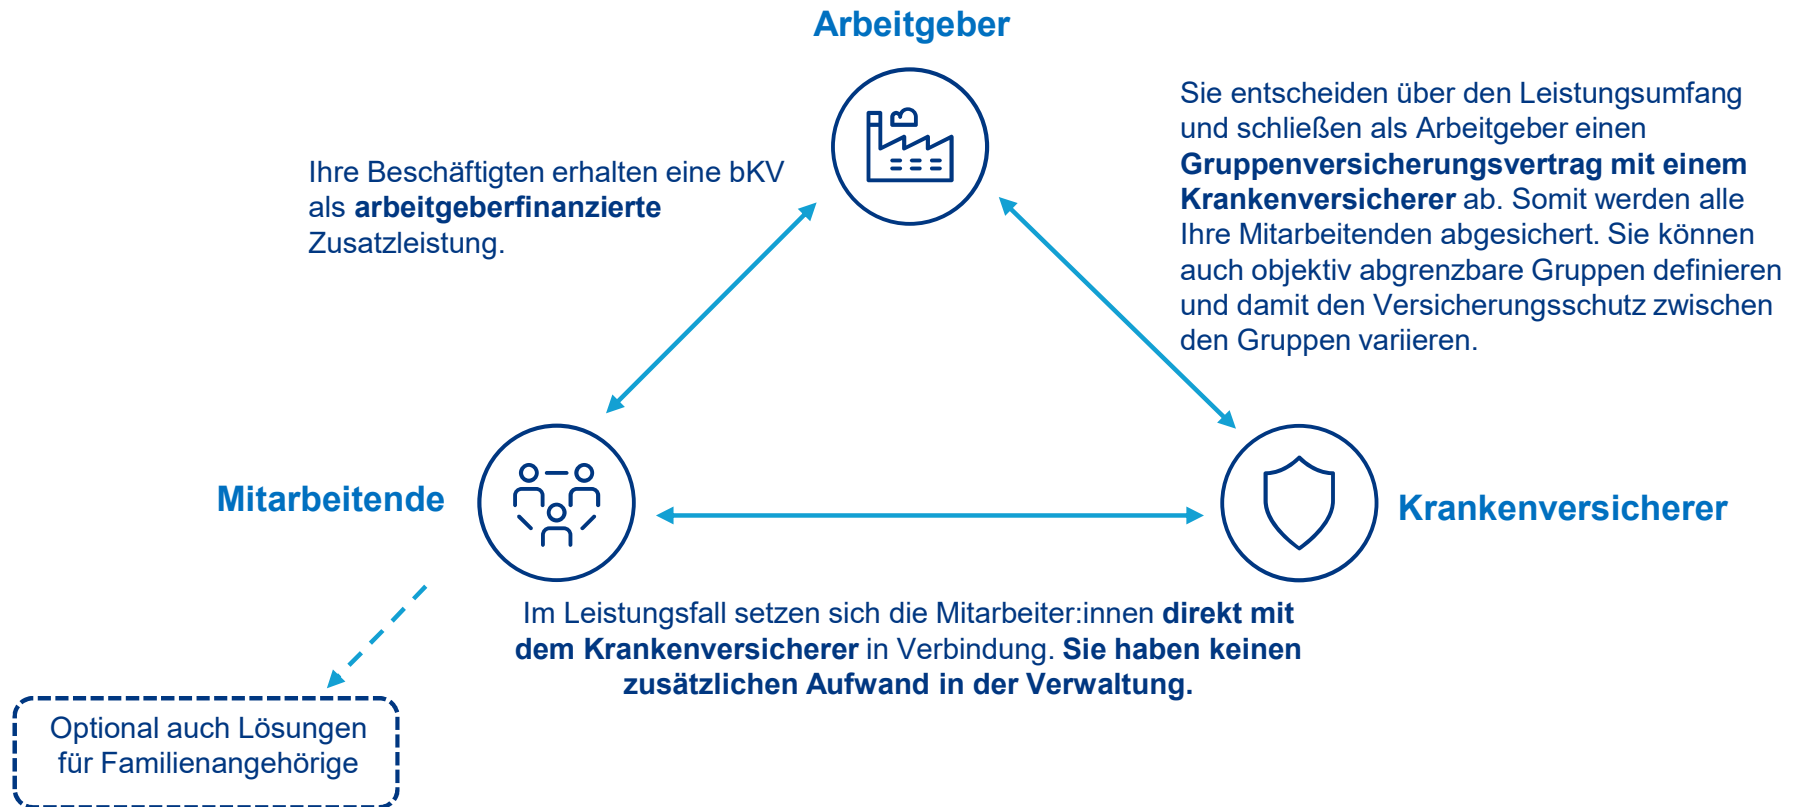 Arbeitgeber
Ihre Beschäftigten erhalten eine bKV
als arbeitgeberfinanzierte
Zusatzleistung.
Sie entscheiden über den Leistungsumfang
und schließen als Arbeitgeber einen
Gruppenversicherungsvertrag mit einem
Krankenversicherer ab. Somit werden alle
Ihre Mitarbeitenden abgesichert. Sie können
auch objektiv abgrenzbare Gruppen definieren
und damit den Versicherungsschutz zwischen
den Gruppen variieren.
Mitarbeitende
Krankenversicherer
Im Leistungsfall setzen sich die Mitarbeiter:innen direkt mit
dem Krankenversicherer in Verbindung. Sie haben keinen
zusätzlichen Aufwand in der Verwaltung.
Optional auch Lösungen
für Familienangehörige